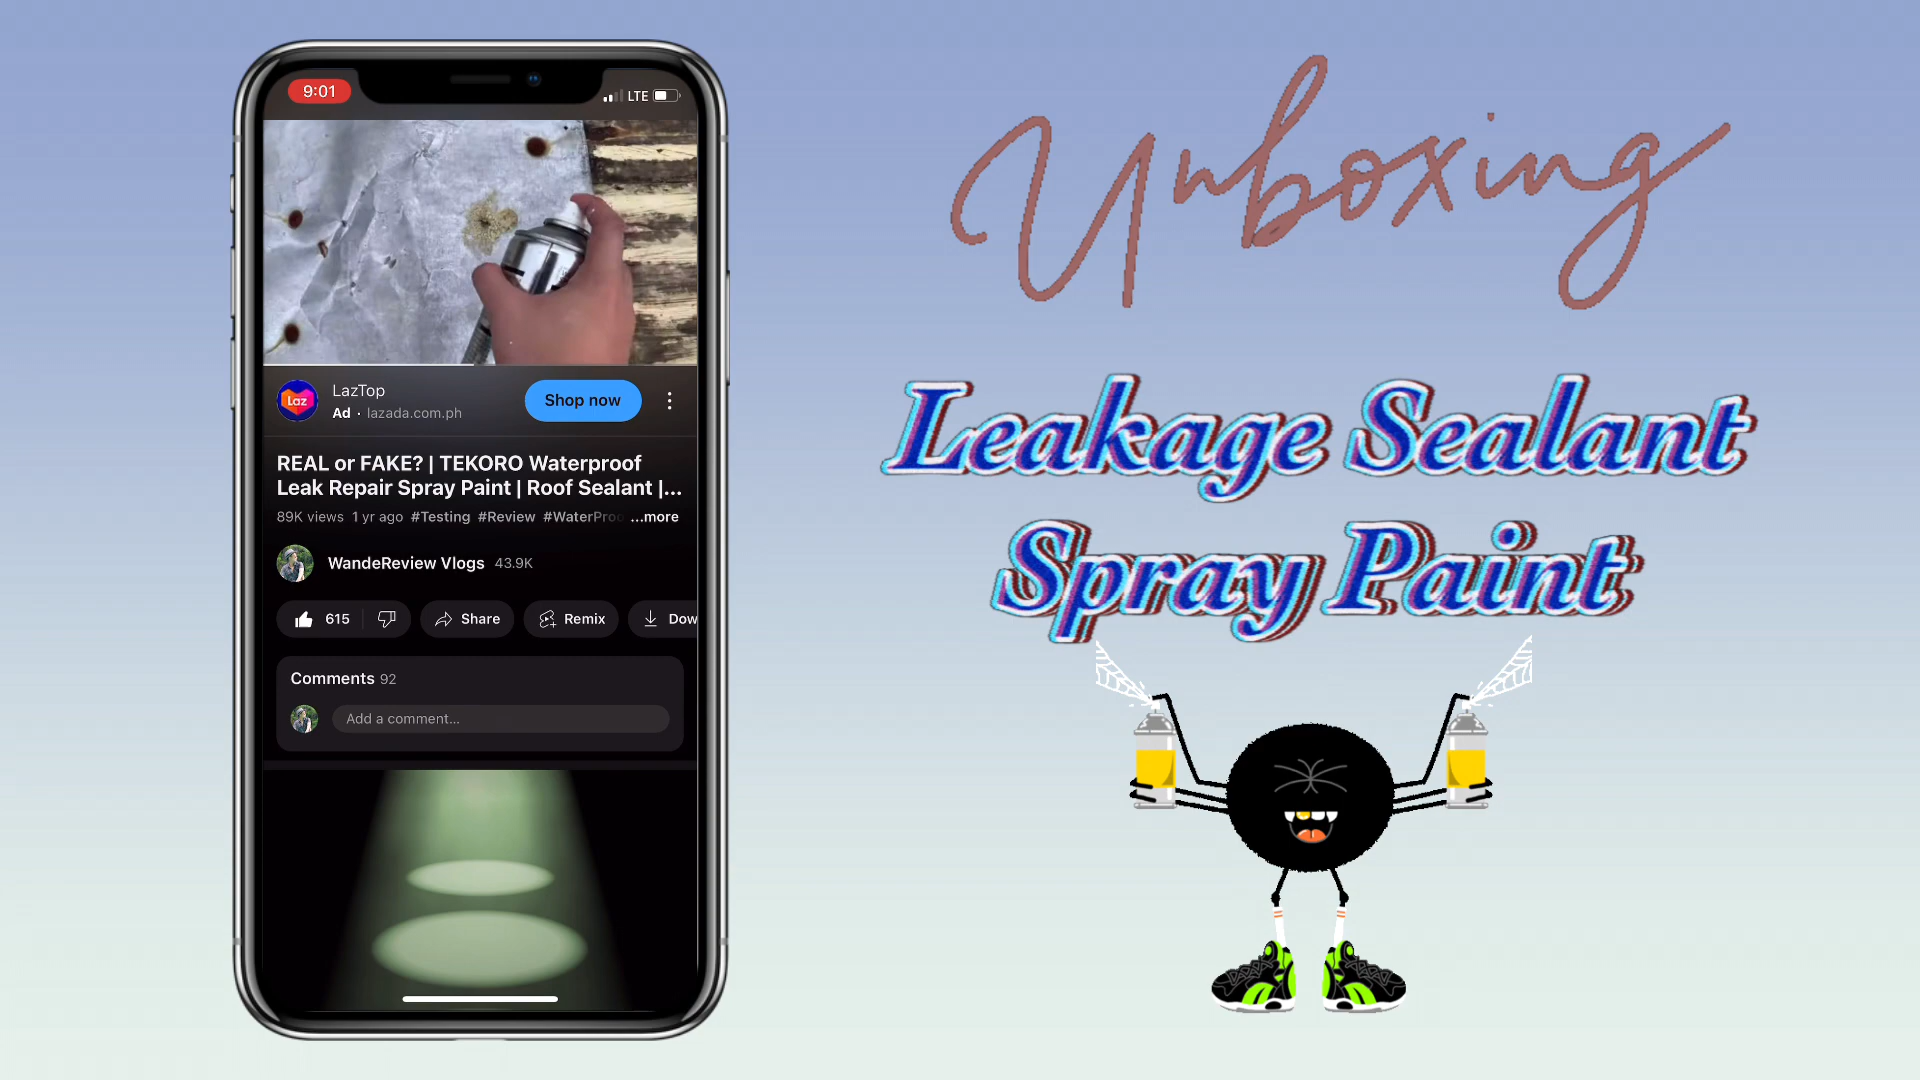 9:01
LTE
Laz
LazTop
Ad · lazada.com.ph
Shop now
REAL or FAKE? | TEKORO Waterproof
Leak Repair Spray Paint | Roof Sealant |...
89K views 1 yr ago #Testing #Review #WaterProo ...more
WandeReview Vlogs 43.9K
615
Share
Remix
Dow
Comments 92
Add a comment...
Unboxing
Leakage Sealant
Spray Paint